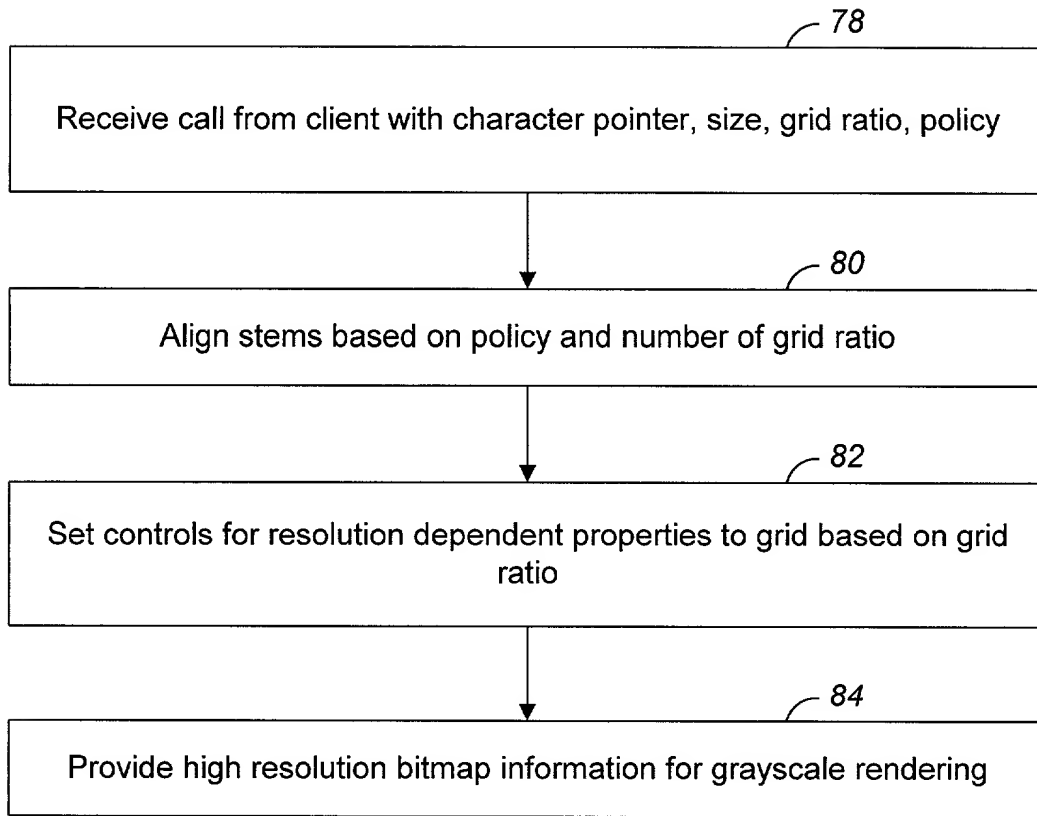 78
Receive call from client with character pointer, size, grid ratio, policy
80
Align stems based on policy and number of grid ratio
82
Set controls for resolution dependent properties to grid based on grid
ratio
84
Provide high resolution bitmap information for grayscale rendering